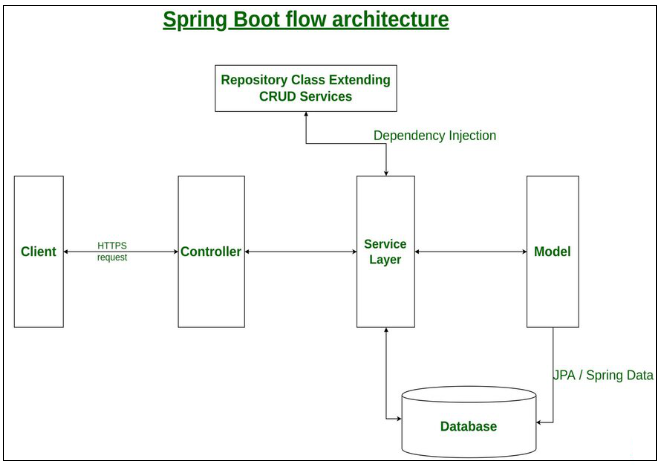 Spring Boot flow architecture
Repository Class Extending
CRUD Services
Dependency Injection
Client
HTTPS
request
Controller
Service
Layer
Model
JPA / Spring Data
Database